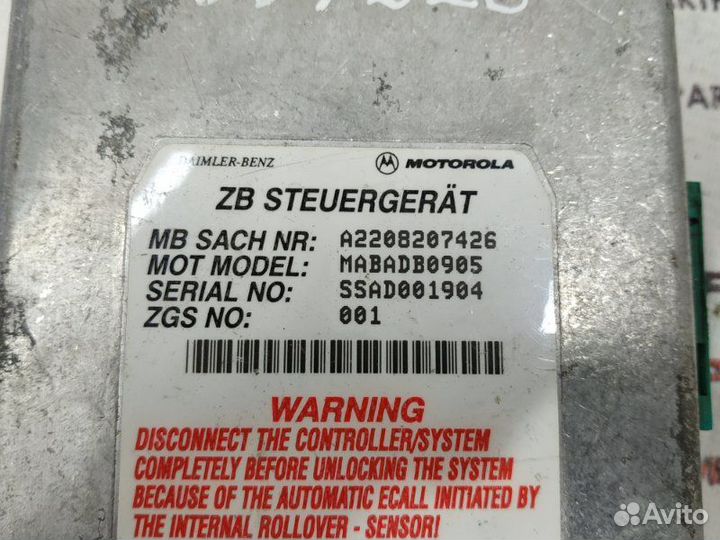 DAIMLER-BENZ MOTOROLA
ZB STEUERGERÄT
MB SACH NR: A2208207426
MOT MODEL: MABADB0905
SERIAL NO: SSAD001904
ZGS NO: 001
WARNING
DISCONNECT THE CONTROLLER/SYSTEM
COMPLETELY BEFORE UNLOCKING THE SYSTEM
BECAUSE OF THE AUTOMATIC ECALL INITIATED BY
THE INTERNAL ROLLOVER - SENSOR!
Avito